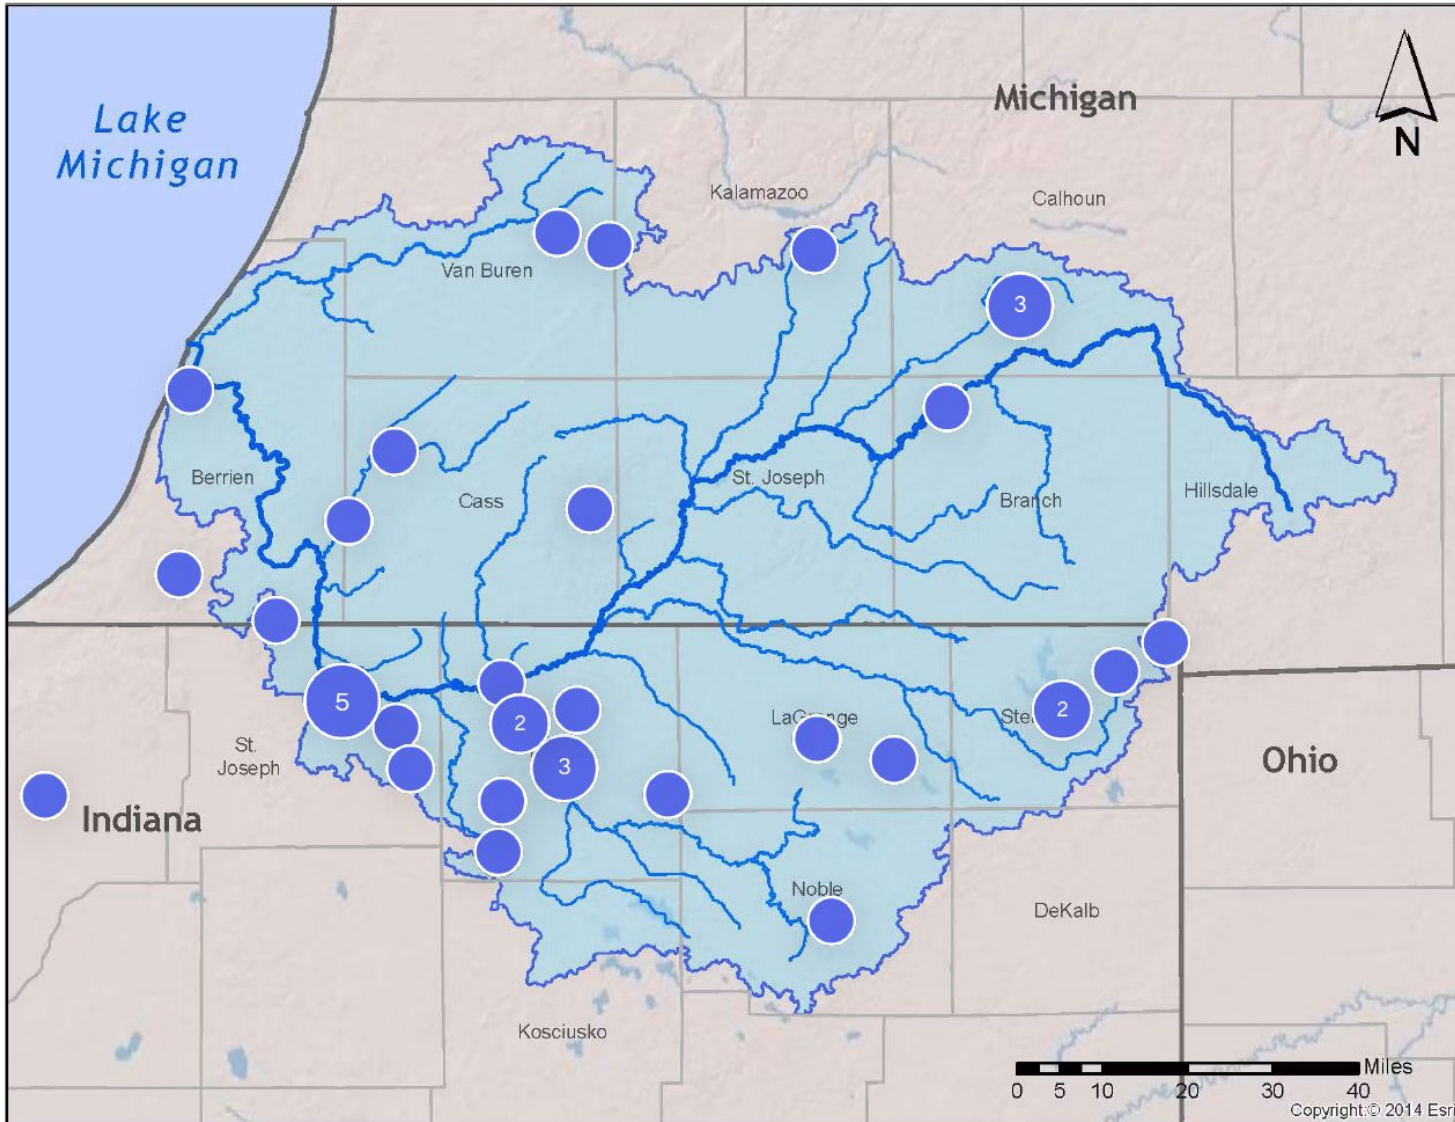 Lake
Michigan
Michigan
N
Kalamazoo
Calhoun
Van Buren
3
Berrien
Cass
St. Joseph
Branch
Hillsdale
5
2
LaGrange
2
St.
Joseph
3
Ohio
Indiana
Noble
DeKalb
Kosciusko
Miles
0 5 10 20 30 40
Copyright:© 2014 Esri